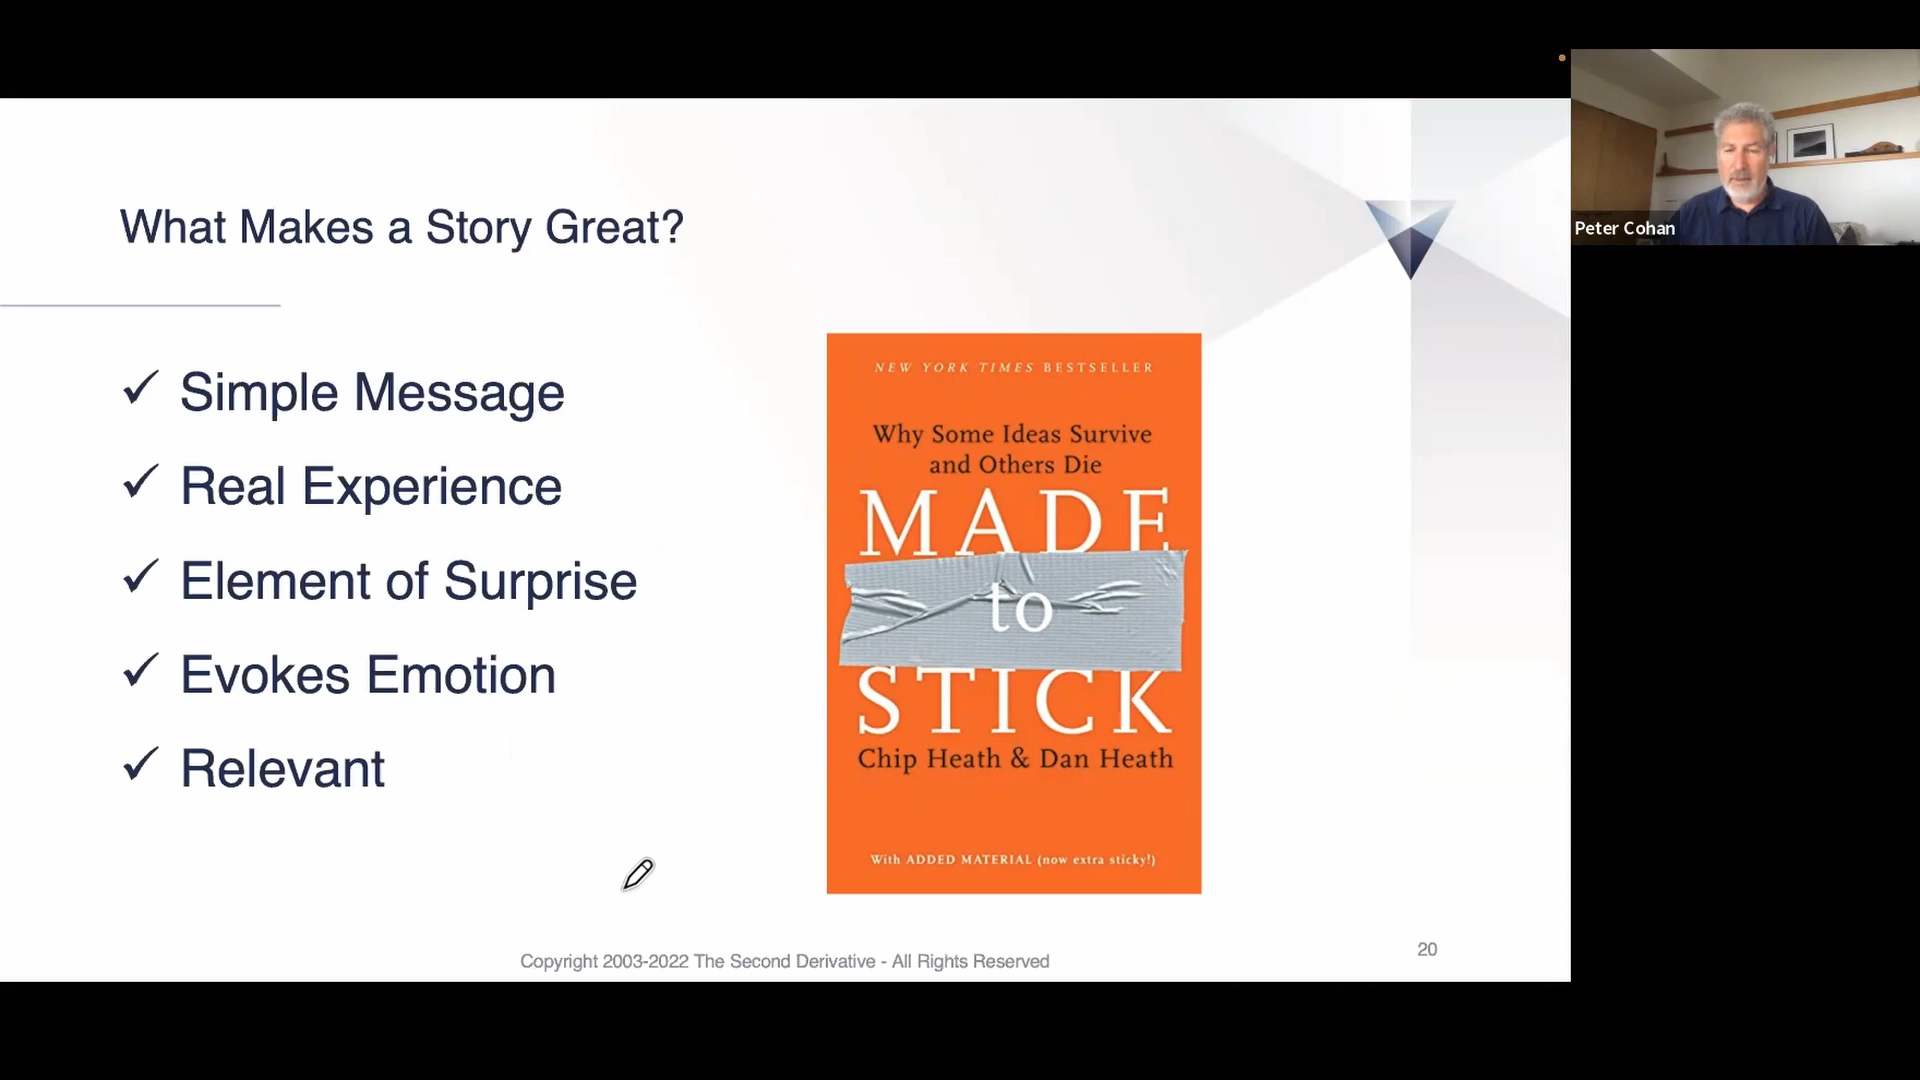 What Makes a Story Great?
✓ Simple Message
✓ Real Experience
✓ Element of Surprise
✓ Evokes Emotion
✓ Relevant
NEW YORK TIMES BESTSELLER
Why Some Ideas Survive
and Others Die
MADE
to
STICK
Chip Heath & Dan Heath
With ADDED MATERIAL (now extra sticky!)
Copyright 2003-2022 The Second Derivative - All Rights Reserved
20
Peter Cohan